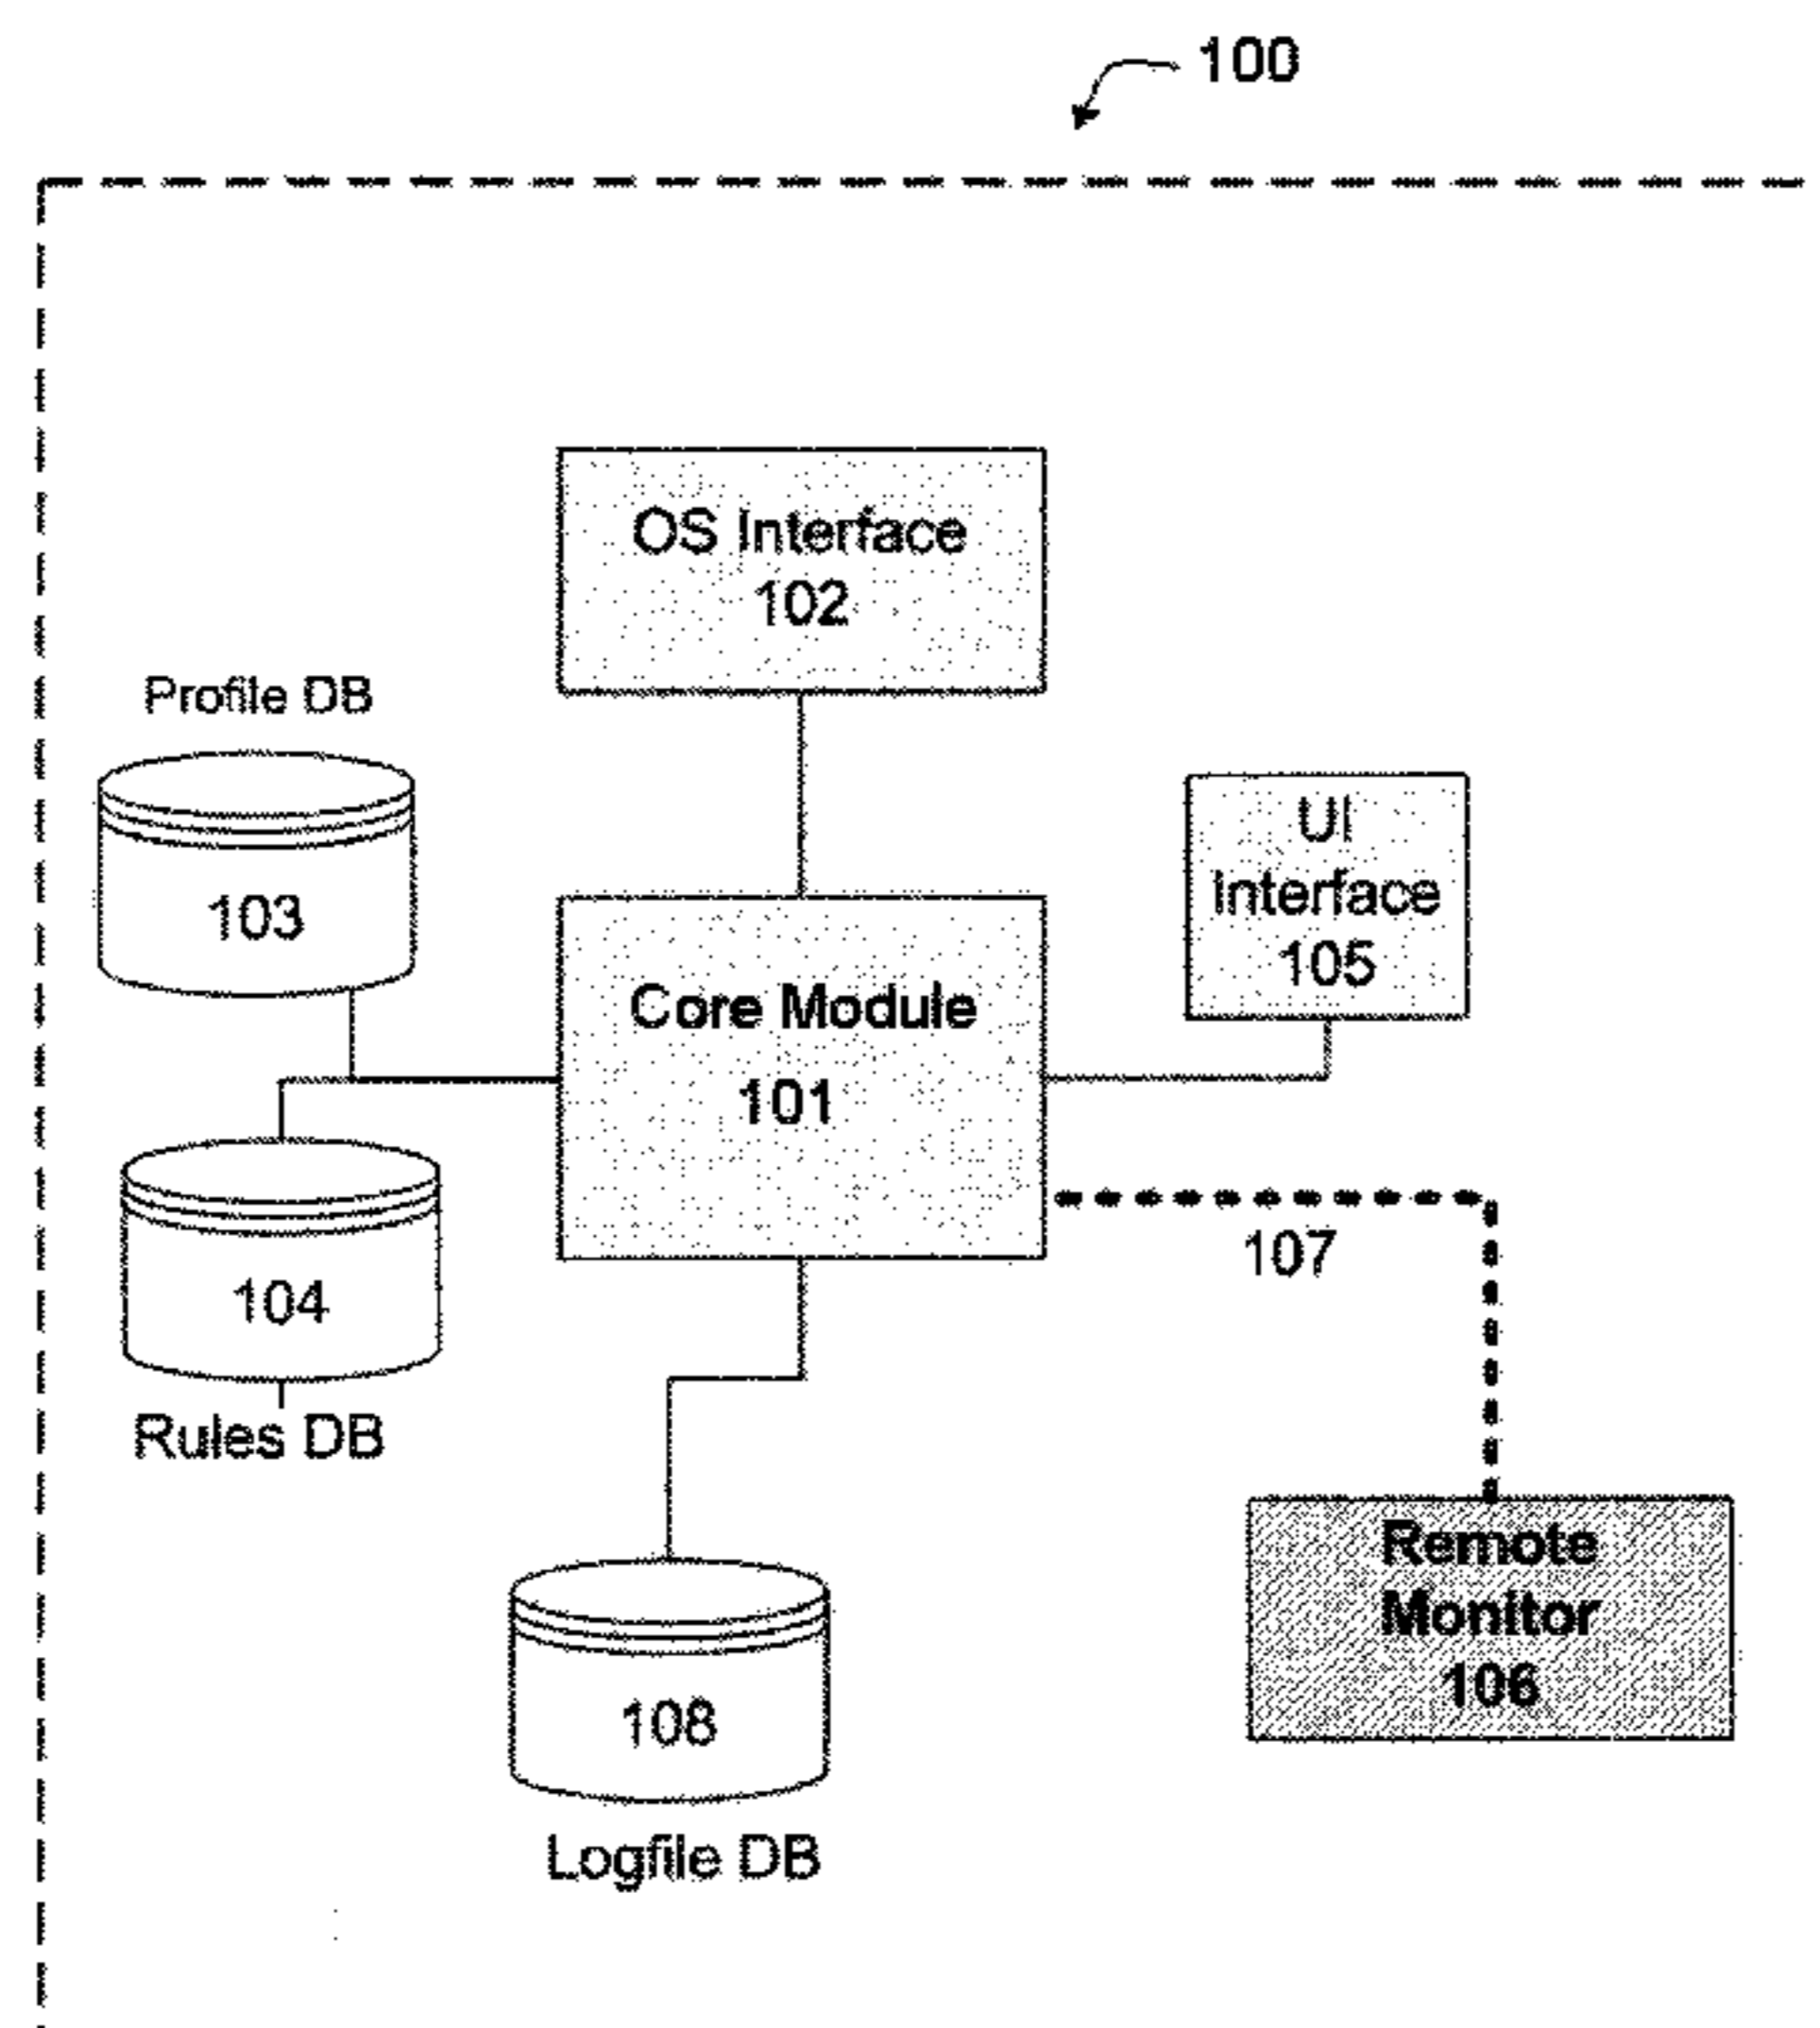 100
OS Interface
102
Profile DB
103
UI
Interface
105
Core Module
101
107
104
Rules DB
Remote
Monitor
106
108
Logfile DB